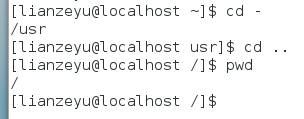 [lianzeyu@localhost ~]$ cd -
/usr
[lianzeyu@localhost usr]$ cd ..
[lianzeyu@localhost /]$ pwd
/
[lianzeyu@localhost /]$